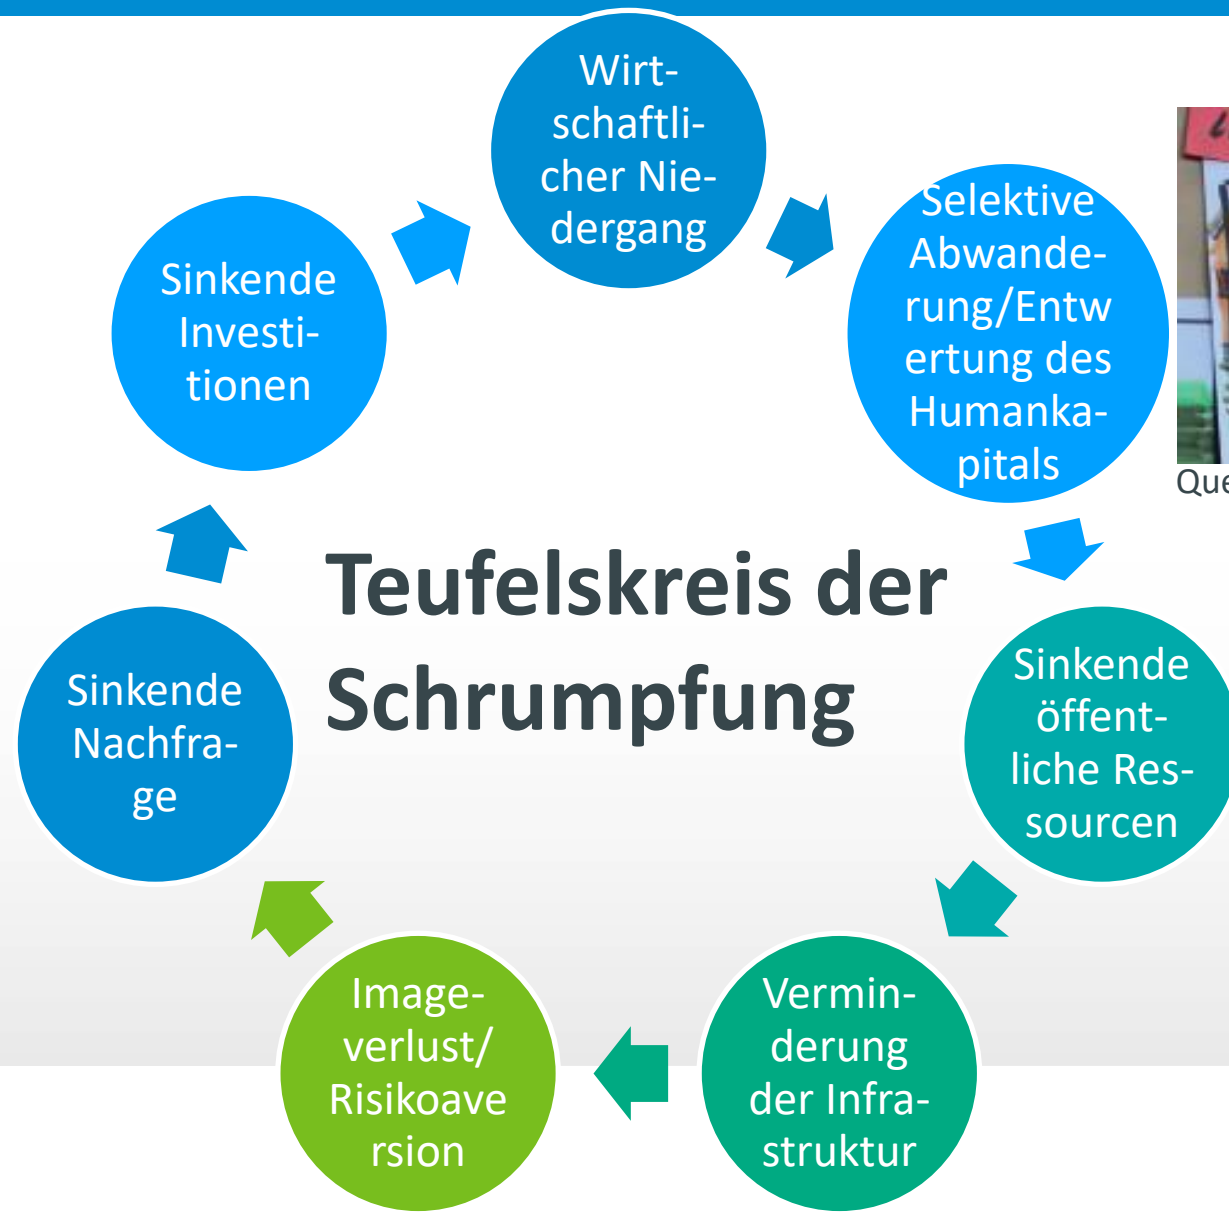 Wirt-
schaftli-
cher Nie-
dergang
Selektive
Abwande-
rung/Entw
ertung des
Humanka-
pitals
Sinkende
öffent-
liche Res-
sourcen
Vermin-
derung
der Infra-
struktur
Image-
verlust/
Risikoave
rsion
Sinkende
Nachfra-
ge
Sinkende
Investi-
tionen
Teufelskreis der
Schrumpfung